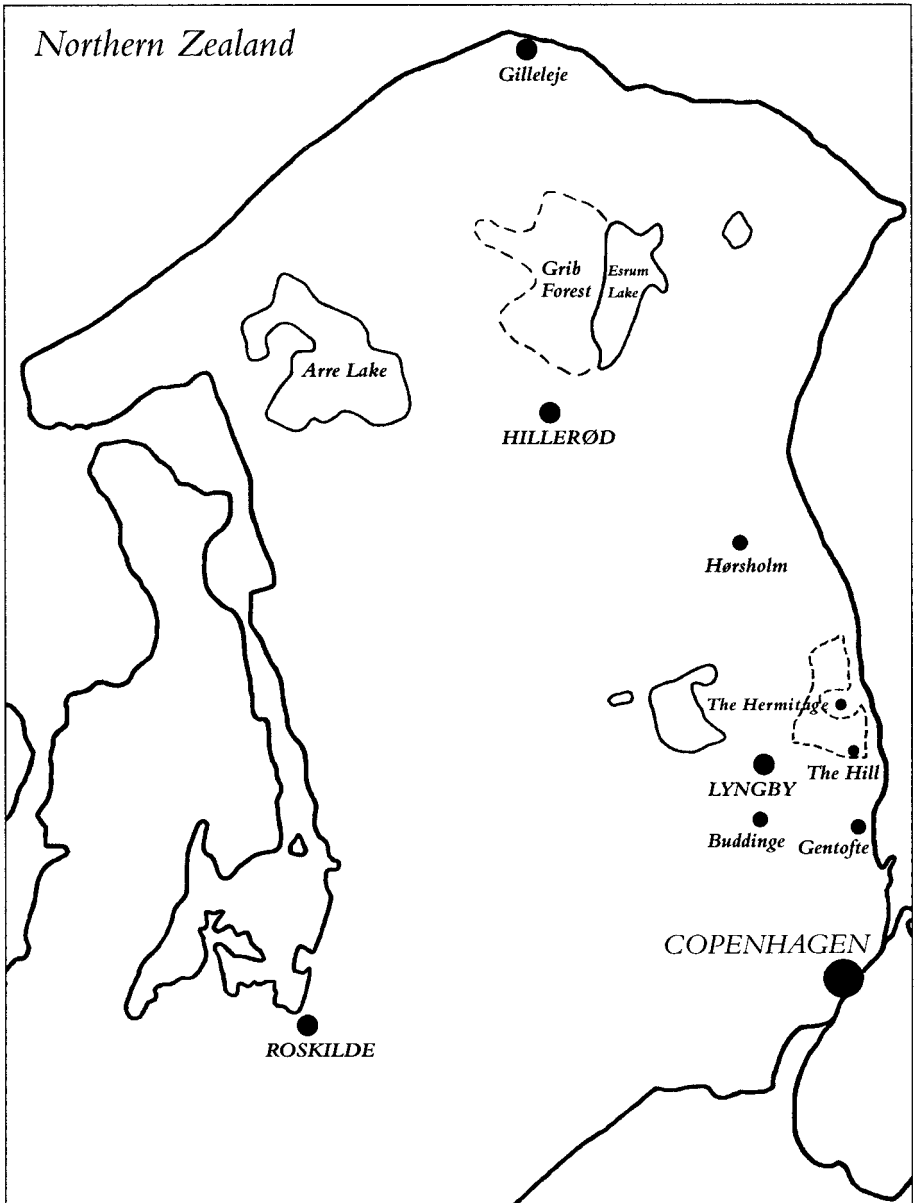 Northern Zealand
Gilleleje
Grib
Forest
Esrum
Lake
Arre Lake
HILLERØD
Hørsholm
The Hermitage
The Hill
LYNGBY
Buddinge
Gentofte
COPENHAGEN
ROSKILDE